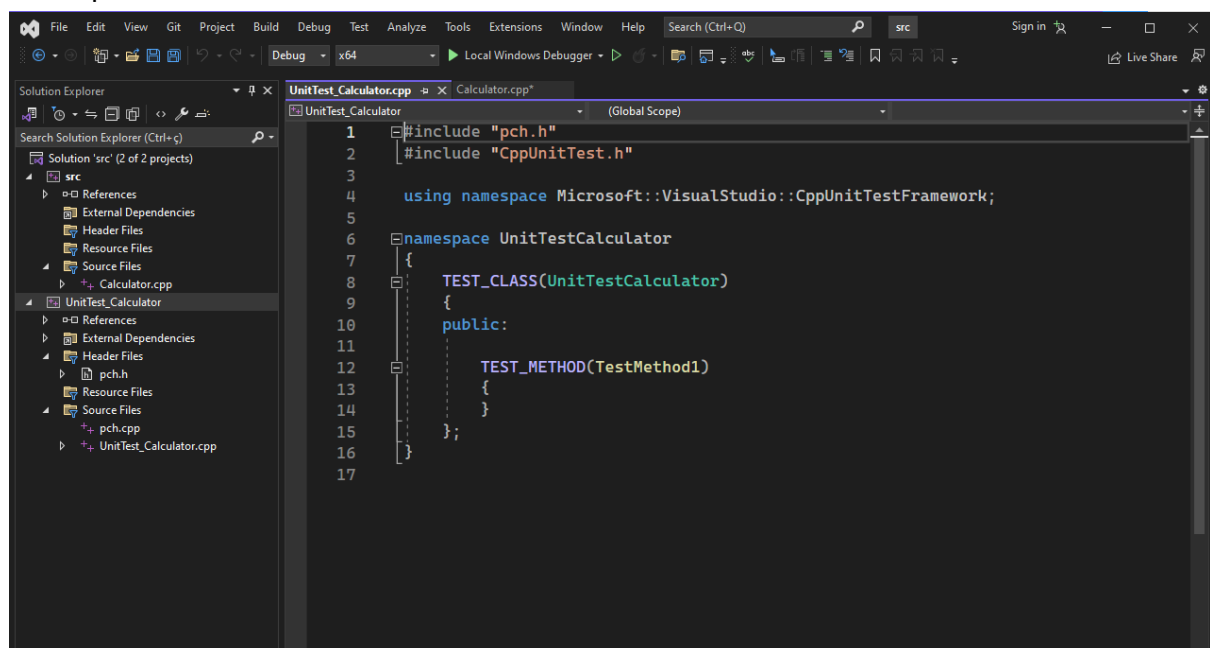 File Edit View Git Project Build Debug Test Analyze Tools Extensions Window Help Search (Ctrl+Q) src Sign in
Debug x64 Local Windows Debugger Live Share
Solution Explorer
Search Solution Explorer (Ctrl+ç)
Solution 'src' (2 of 2 projects)
src
References
External Dependencies
Header Files
Resource Files
Source Files
Calculator.cpp
UnitTest_Calculator
References
External Dependencies
Header Files
pch.h
Resource Files
Source Files
pch.cpp
UnitTest_Calculator.cpp
UnitTest_Calculator.cpp Calculator.cpp*
UnitTest_Calculator (Global Scope)
1 #include "pch.h"
2 #include "CppUnitTest.h"
3
4 using namespace Microsoft::VisualStudio::CppUnitTestFramework;
5
6 namespace UnitTestCalculator
7 {
8 TEST_CLASS(UnitTestCalculator)
9 {
10 public:
11
12 TEST_METHOD(TestMethod1)
13 {
14 }
15 };
16 }
17